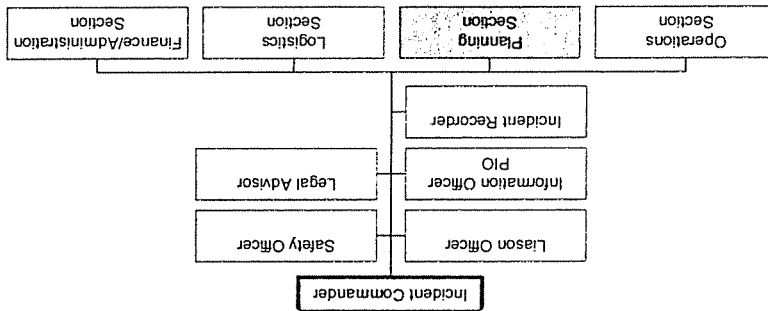 Incident Commander
Liason Officer
Safety Officer
Information Officer
PIO
Legal Advisor
Incident Recorder
Operations
Section
Planning
Section
Logistics
Section
Finance/Administration
Section